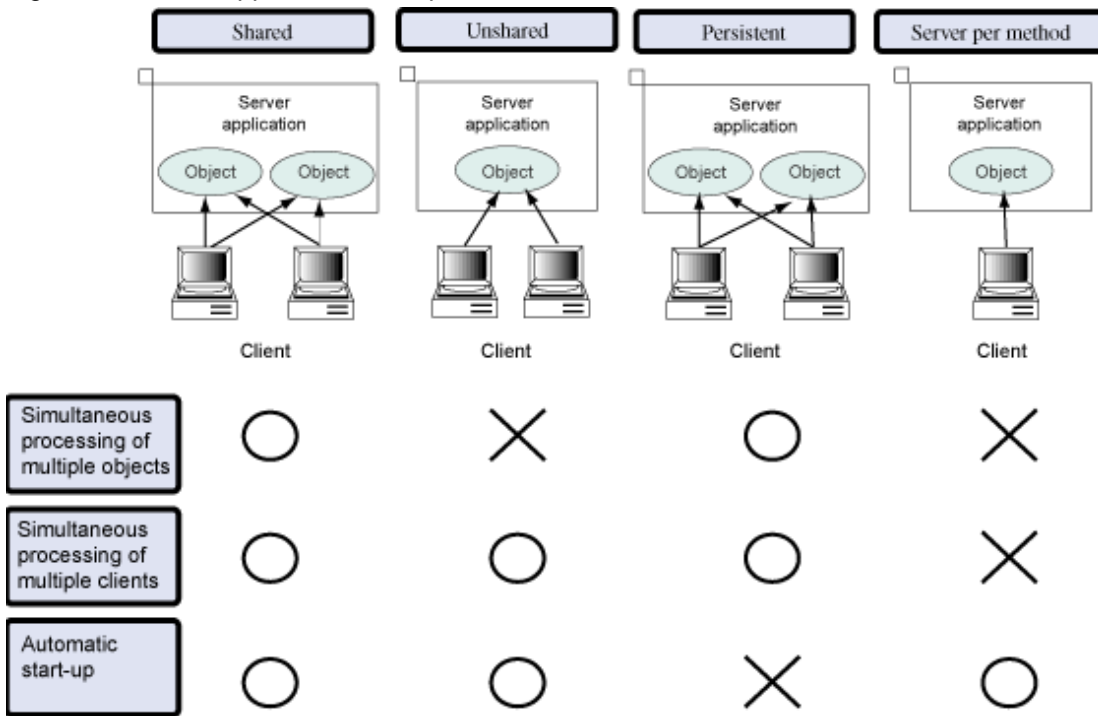 Shared
Unshared
Persistent
Server per method
Server
application
Object
Object
Client
Server
application
Object
Client
Server
application
Object
Object
Client
Server
application
Object
Client
Simultaneous
processing of
multiple objects
Simultaneous
processing of
multiple clients
Automatic
start-up